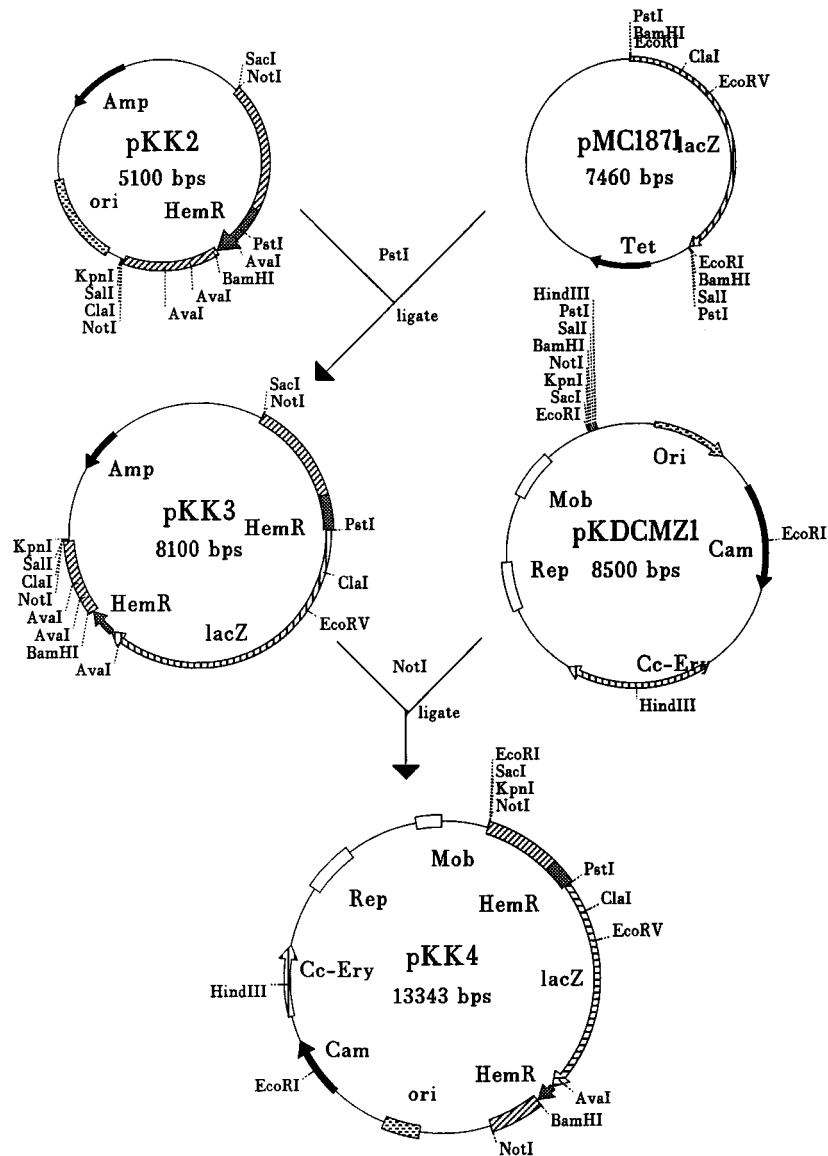 SacI
NotI
Amp
pKK2
5100 bps
ori
HemR
PstI
AvaI
BamHI
AvaI
AvaI
KpnI
SalI
ClaI
NotI
PstI
BamHI
EcoRI
ClaI
EcoRV
pMC1871
lacZ
7460 bps
Tet
EcoRI
BamHI
SalI
PstI
PstI
ligate
HindIII
PstI
SalI
BamHI
NotI
KpnI
SacI
EcoRI
Ori
Mob
pKDCMZ1
8500 bps
Cam
EcoRI
Rep
Cc-Ery
HindIII
SacI
NotI
Amp
pKK3
8100 bps
HemR
PstI
ClaI
EcoRV
lacZ
KpnI
SalI
ClaI
NotI
AvaI
AvaI
BamHI
AvaI
HemR
NotI
ligate
EcoRI
SacI
KpnI
NotI
Mob
Rep
HemR
PstI
ClaI
EcoRV
pKK4
13343 bps
lacZ
Cc-Ery
HindIII
Cam
EcoRI
ori
HemR
AvaI
BamHI
NotI